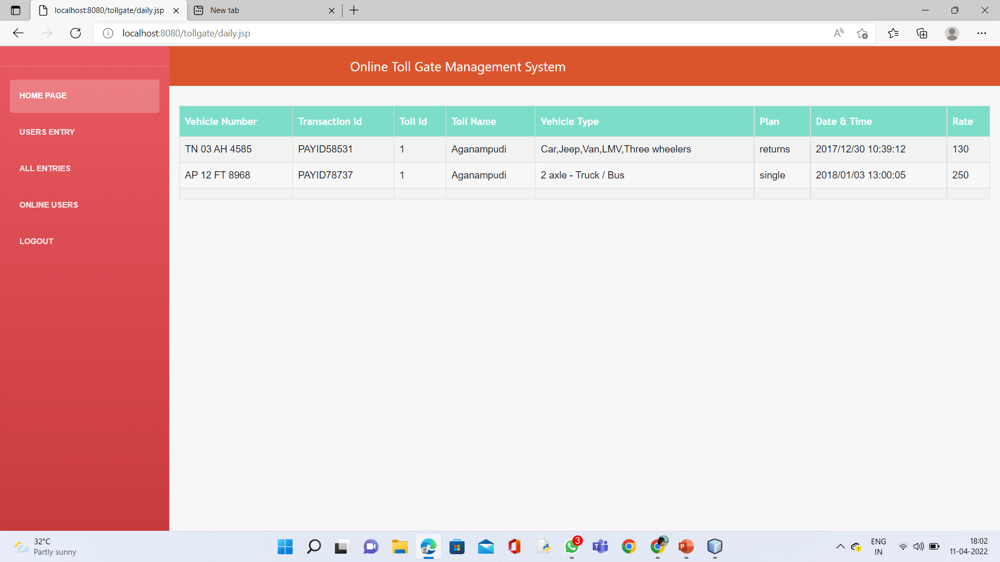 localhost:8080/tollgate/daily.jsp
New tab
localhost:8080/tollgate/daily.jsp
Online Toll Gate Management System
HOME PAGE
USERS ENTRY
ALL ENTRIES
ONLINE USERS
LOGOUT
Vehicle Number Transaction Id Toll Id Toll Name Vehicle Type Plan Date & Time Rate
TN 03 AH 4585 PAYID58531 1 Aganampudi Car,Jeep,Van,LMV,Three wheelers returns 2017/12/30 10:39:12 130
AP 12 FT 8968 PAYID78737 1 Aganampudi 2 axle - Truck / Bus single 2018/01/03 13:00:05 250
32°C
Partly sunny
3
ENG
IN
18:02
11-04-2022